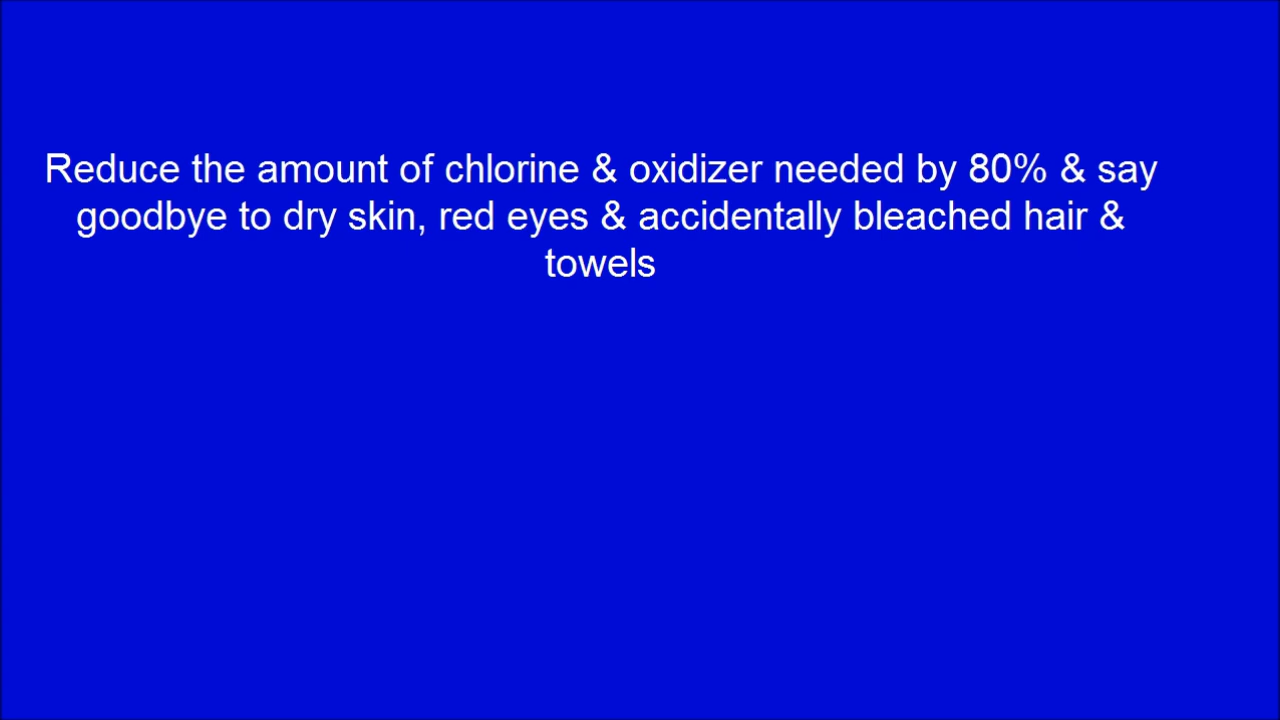 Reduce the amount of chlorine & oxidizer needed by 80% & say
goodbye to dry skin, red eyes & accidentally bleached hair &
towels